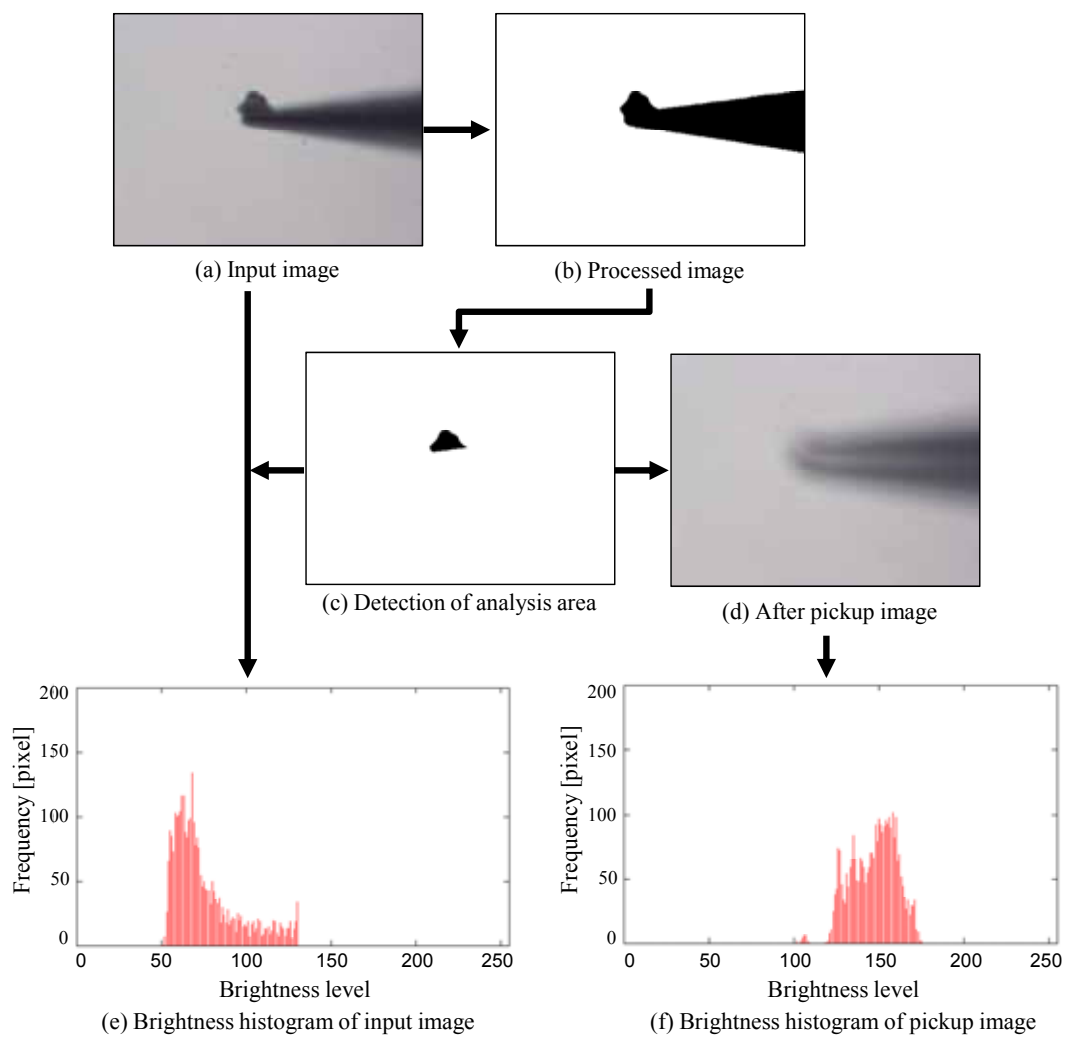 (a) Input image
(b) Processed image
(c) Detection of analysis area
(d) After pickup image
200
150
100
50
0
Frequency [pixel]
0 50 100 150 200 250
Brightness level
(e) Brightness histogram of input image
200
150
100
50
0
Frequency [pixel]
0 50 100 150 200 250
Brightness level
(f) Brightness histogram of pickup image